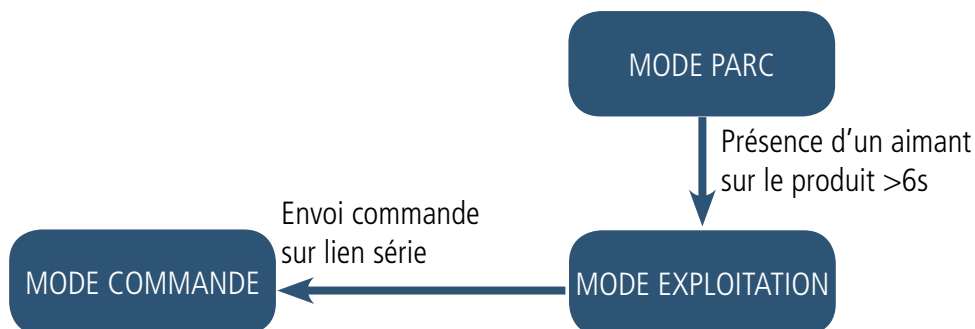 MODE PARC
Présence d'un aimant
sur le produit >6s
Envoi commande
sur lien série
MODE COMMANDE
MODE EXPLOITATION